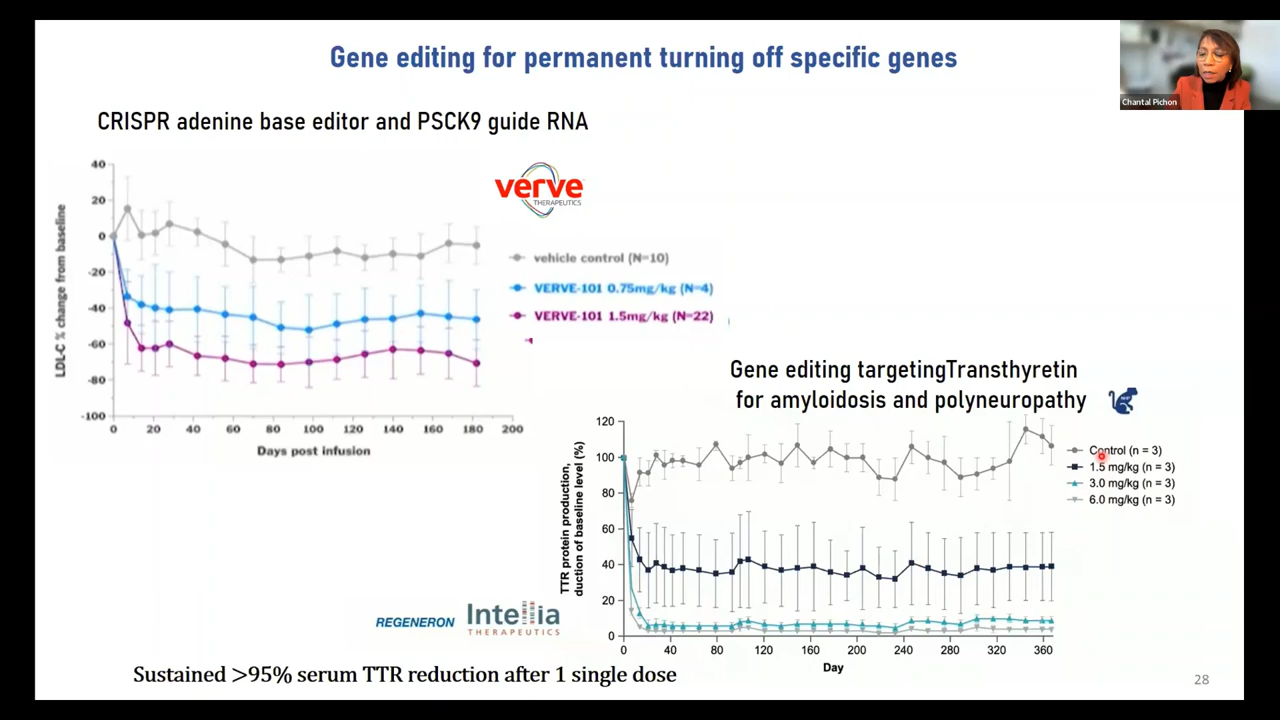 Gene editing for permanent turning off specific genes
Chantal Pichon
CRISPR adenine base editor and PSCK9 guide RNA
LDL-C % change from baseline
40
20
0
-20
-40
-60
-80
-100
0 20 40 60 80 100 120 140 160 180 200
Days post infusion
verve
THERAPEUTICS
vehicle control (N=10)
VERVE-101 0.75mg/kg (N=4)
VERVE-101 1.5mg/kg (N=22)
Gene editing targetingTransthyretin
for amyloidosis and polyneuropathy
TTR protein production,
duction of baseline level (%)
120
100
80
60
40
20
0
0 40 80 120 160 200 240 280 320 360
Day
Control (n = 3)
1.5 mg/kg (n = 3)
3.0 mg/kg (n = 3)
6.0 mg/kg (n = 3)
REGENERON
Intellia
THERAPEUTICS
Sustained >95% serum TTR reduction after 1 single dose
28